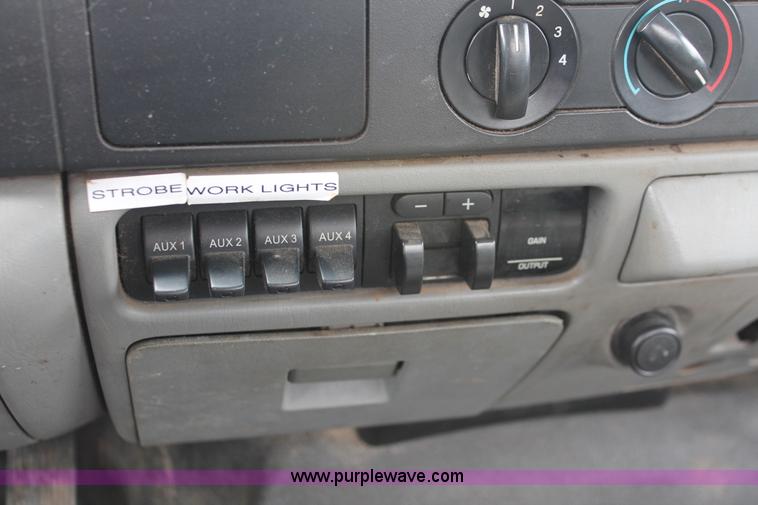 1 2 3 4
STROBE WORK LIGHTS
AUX 1 AUX 2 AUX 3 AUX 4
- +
GAIN
OUTPUT
www.purplewave.com